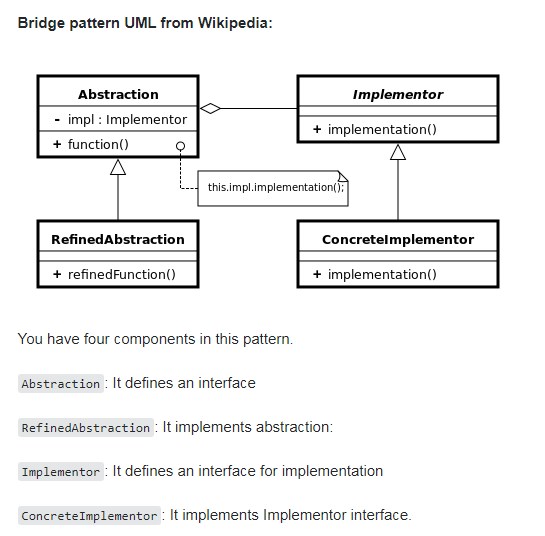 Bridge pattern UML from Wikipedia:
Abstraction
- impl : Implementor
+ function()
Implementor
+ implementation()
this.impl.implementation();
RefinedAbstraction
+ refinedFunction()
ConcreteImplementor
+ implementation()
You have four components in this pattern.
Abstraction: It defines an interface
RefinedAbstraction: It implements abstraction:
Implementor: It defines an interface for implementation
ConcreteImplementor: It implements Implementor interface.